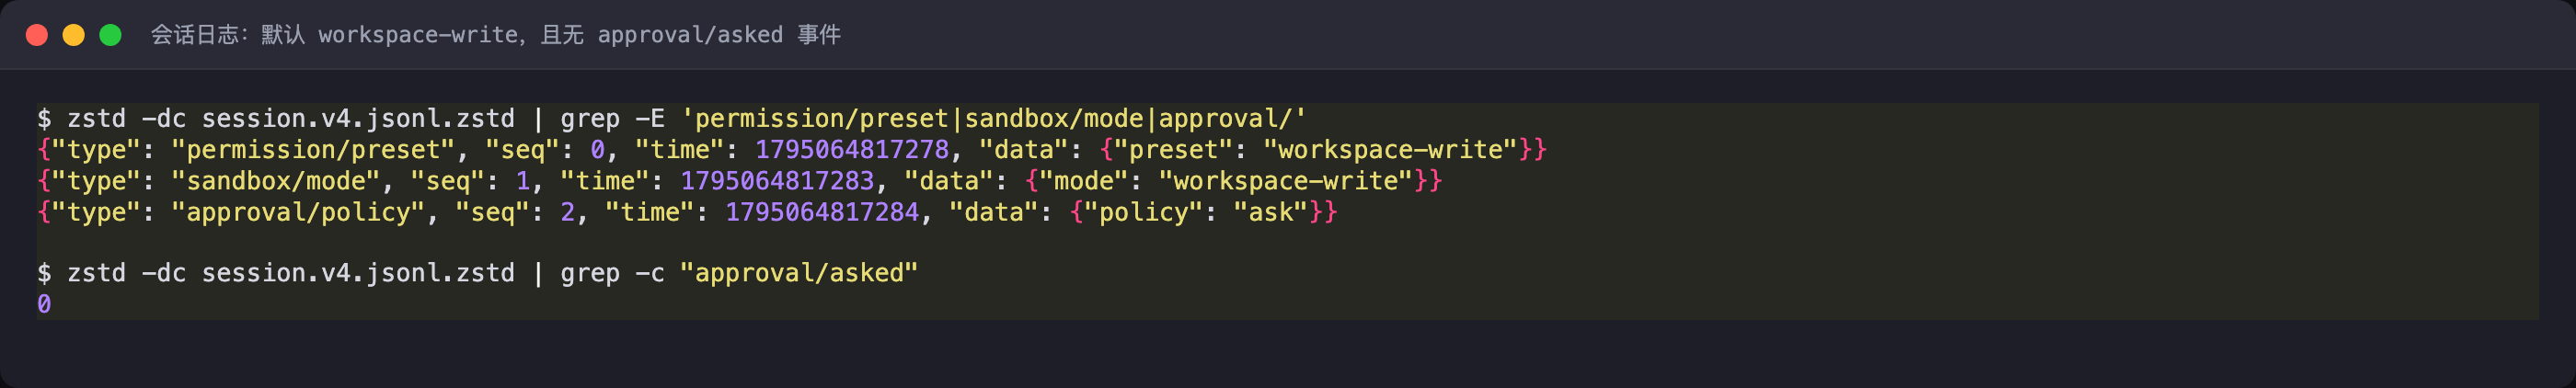 会话日志：默认 workspace-write，且无 approval/asked 事件
$ zstd -dc session.v4.jsonl.zstd | grep -E 'permission/preset|sandbox/mode|approval/'
{"type": "permission/preset", "seq": 0, "time": 1795064817278, "data": {"preset": "workspace-write"}}
{"type": "sandbox/mode", "seq": 1, "time": 1795064817283, "data": {"mode": "workspace-write"}}
{"type": "approval/policy", "seq": 2, "time": 1795064817284, "data": {"policy": "ask"}}
$ zstd -dc session.v4.jsonl.zstd | grep -c "approval/asked"
0